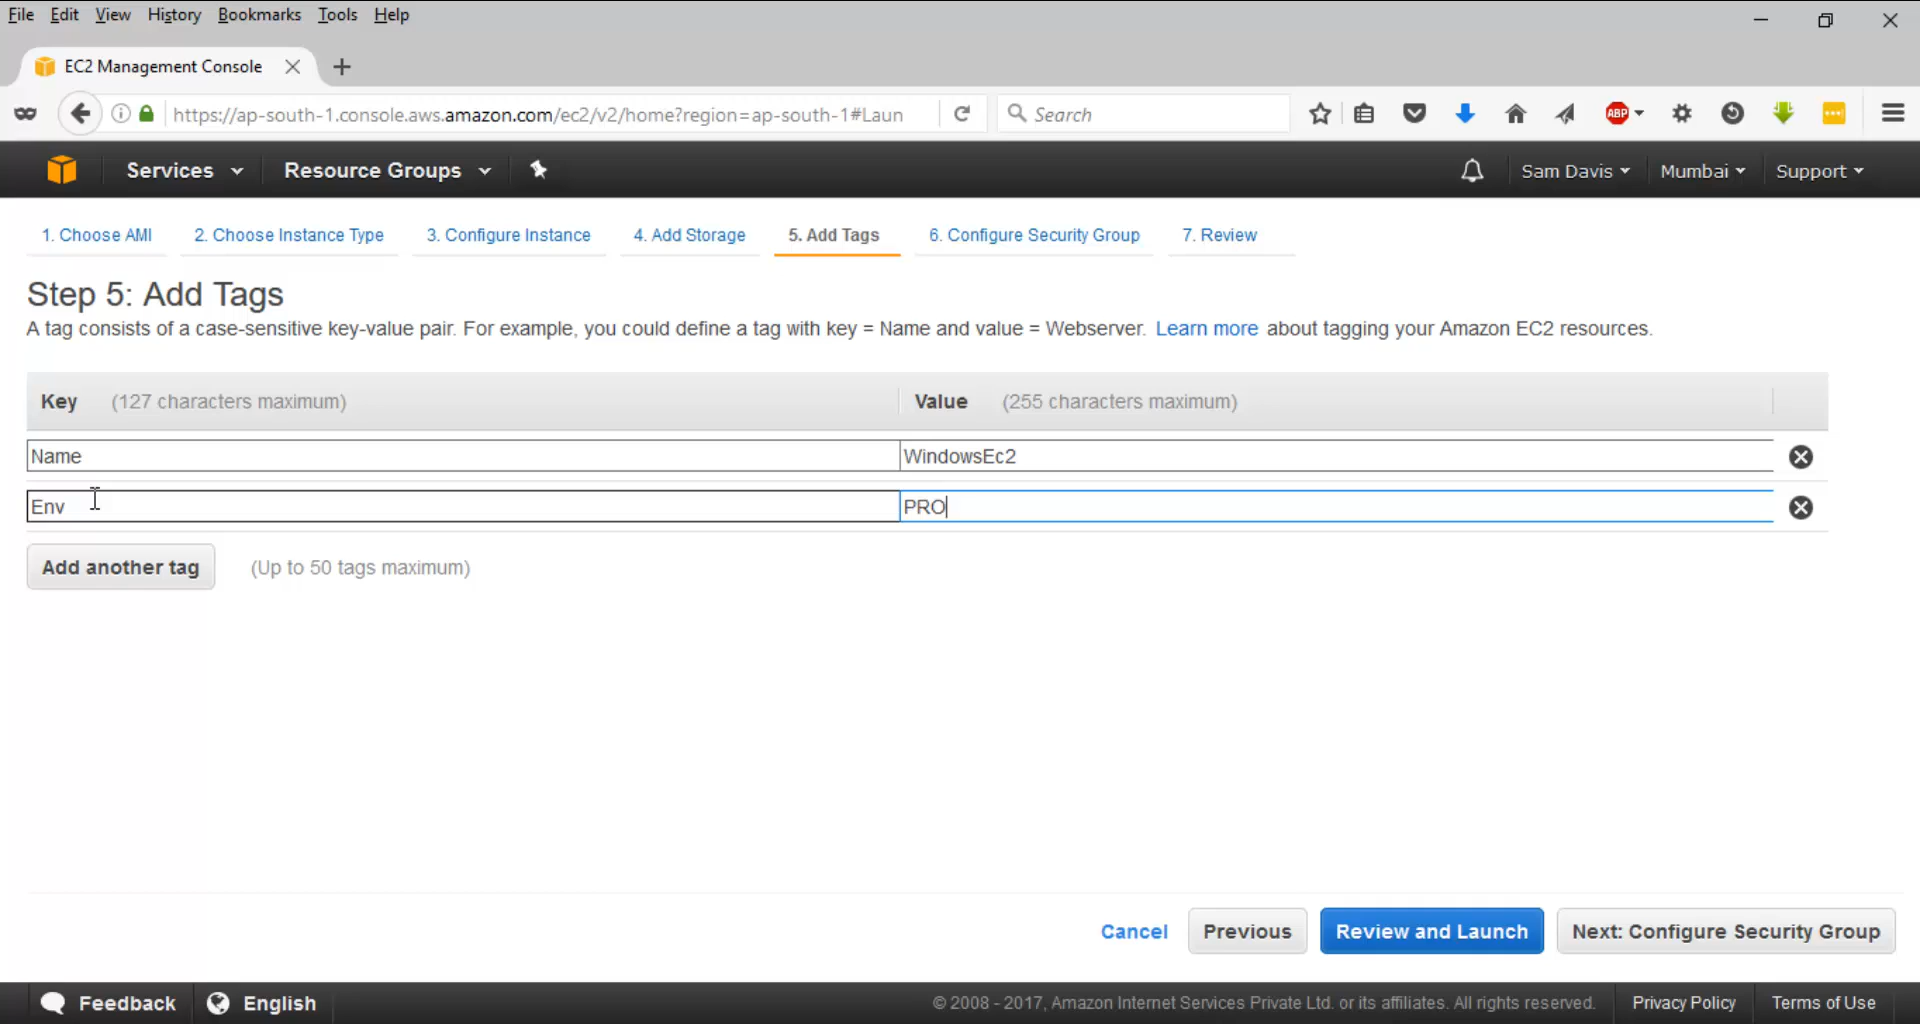 File Edit View History Bookmarks Tools Help
EC2 Management Console
https://ap-south-1.console.aws.amazon.com/ec2/v2/home?region=ap-south-1#Laun
Search
ABP
Services Resource Groups
Sam Davis Mumbai Support
1. Choose AMI 2. Choose Instance Type 3. Configure Instance 4. Add Storage 5. Add Tags 6. Configure Security Group 7. Review
Step 5: Add Tags
A tag consists of a case-sensitive key-value pair. For example, you could define a tag with key = Name and value = Webserver. Learn more about tagging your Amazon EC2 resources.
Key (127 characters maximum) Value (255 characters maximum)
Name WindowsEc2
Env PRO
Add another tag (Up to 50 tags maximum)
Cancel Previous Review and Launch Next: Configure Security Group
Feedback English © 2008 - 2017, Amazon Internet Services Private Ltd. or its affiliates. All rights reserved. Privacy Policy Terms of Use